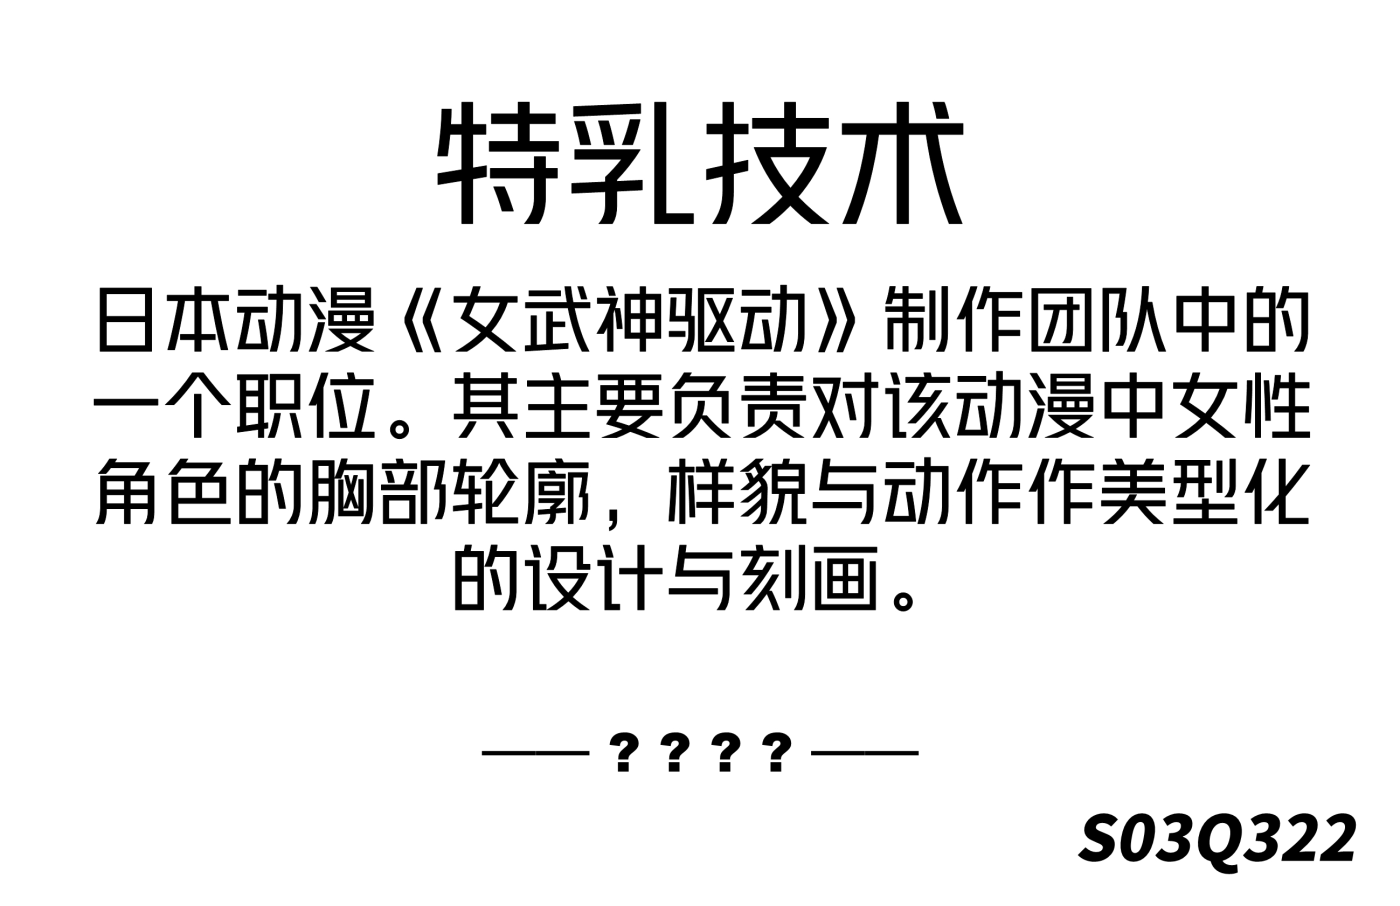 特乳技术
日本动漫《女武神驱动》制作团队中的
一个职位。其主要负责对该动漫中女性
角色的胸部轮廓，样貌与动作作美型化
的设计与刻画。
——????——
S03Q322